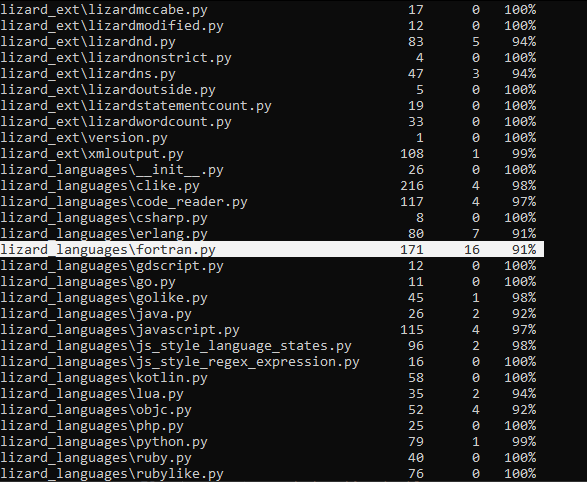 lizard_ext\lizardmccabe.py 17 0 100%
lizard_ext\lizardmodified.py 12 0 100%
lizard_ext\lizardnd.py 83 5 94%
lizard_ext\lizardnonstrict.py 4 0 100%
lizard_ext\lizardns.py 47 3 94%
lizard_ext\lizardoutside.py 5 0 100%
lizard_ext\lizardstatementcount.py 19 0 100%
lizard_ext\lizardwordcount.py 33 0 100%
lizard_ext\version.py 1 0 100%
lizard_ext\xmloutput.py 108 1 99%
lizard_languages\__init__.py 26 0 100%
lizard_languages\clike.py 216 4 98%
lizard_languages\code_reader.py 117 4 97%
lizard_languages\csharp.py 8 0 100%
lizard_languages\erlang.py 80 7 91%
lizard_languages\fortran.py 171 16 91%
lizard_languages\gdscript.py 12 0 100%
lizard_languages\go.py 11 0 100%
lizard_languages\golike.py 45 1 98%
lizard_languages\java.py 26 2 92%
lizard_languages\javascript.py 115 4 97%
lizard_languages\js_style_language_states.py 96 2 98%
lizard_languages\js_style_regex_expression.py 16 0 100%
lizard_languages\kotlin.py 58 0 100%
lizard_languages\lua.py 35 2 94%
lizard_languages\objc.py 52 4 92%
lizard_languages\php.py 25 0 100%
lizard_languages\python.py 79 1 99%
lizard_languages\ruby.py 40 0 100%
lizard_languages\rubylike.py 76 0 100%